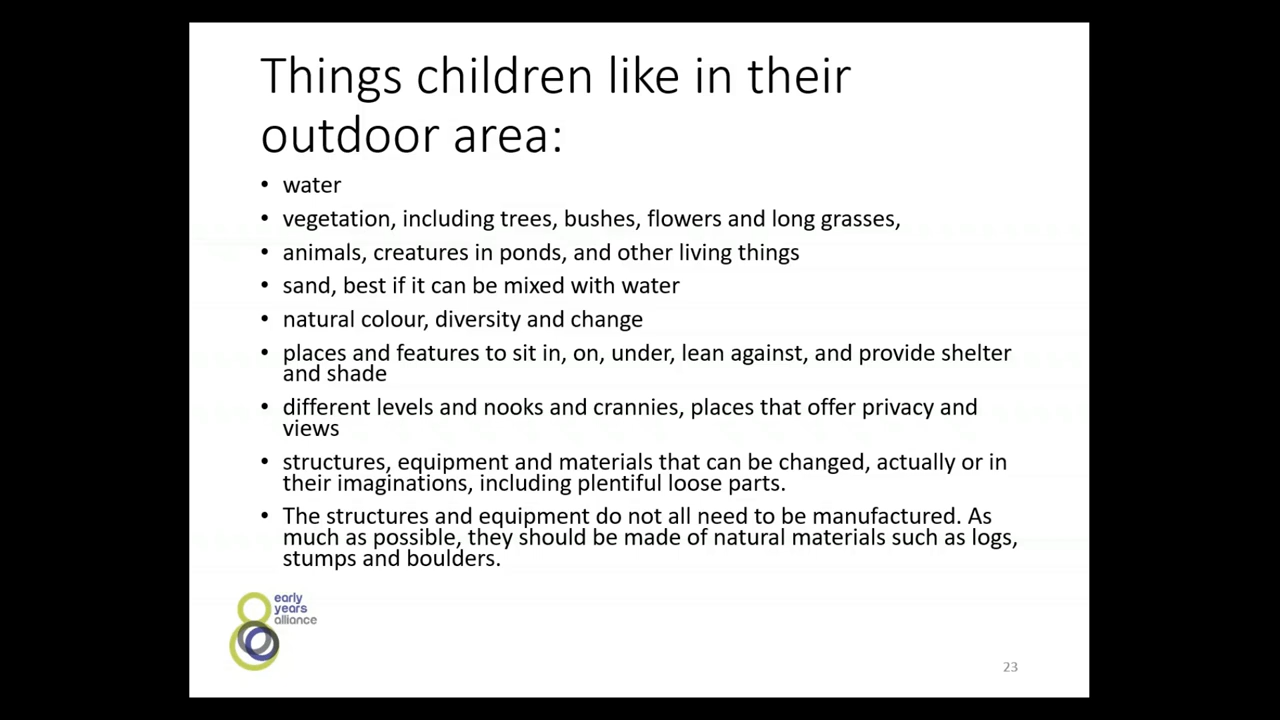 Things children like in their
outdoor area:
• water
• vegetation, including trees, bushes, flowers and long grasses,
• animals, creatures in ponds, and other living things
• sand, best if it can be mixed with water
• natural colour, diversity and change
• places and features to sit in, on, under, lean against, and provide shelter
and shade
• different levels and nooks and crannies, places that offer privacy and
views
• structures, equipment and materials that can be changed, actually or in
their imaginations, including plentiful loose parts.
• The structures and equipment do not all need to be manufactured. As
much as possible, they should be made of natural materials such as logs,
stumps and boulders.
early
years
alliance
23